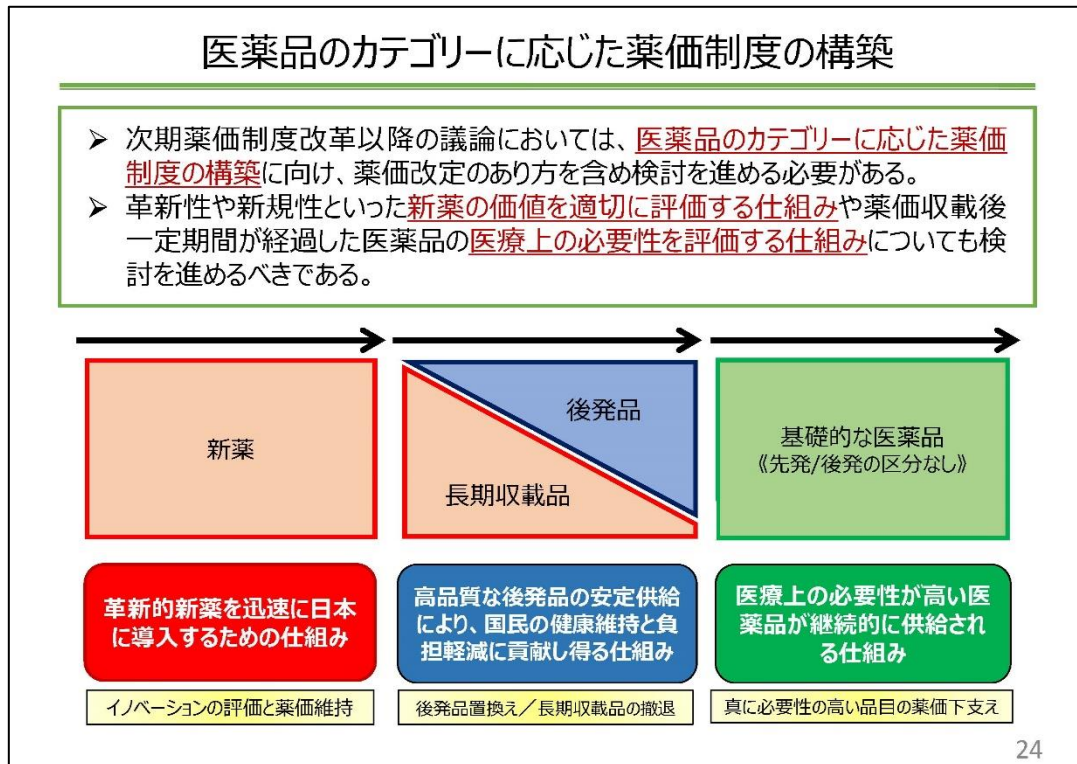 医薬品のカテゴリーに応じた薬価制度の構築
➢ 次期薬価制度改革以降の議論においては、医薬品のカテゴリーに応じた薬価
制度の構築に向け、薬価改定のあり方を含め検討を進める必要がある。
➢ 革新性や新規性といった新薬の価値を適切に評価する仕組みや薬価収載後
一定期間が経過した医薬品の医療上の必要性を評価する仕組みについても検
討を進めるべきである。
新薬
後発品
長期収載品
基礎的な医薬品
《先発/後発の区分なし》
革新的新薬を迅速に日本
に導入するための仕組み
高品質な後発品の安定供給
により、国民の健康維持と負
担軽減に貢献し得る仕組み
医療上の必要性が高い医
薬品が継続的に供給され
る仕組み
イノベーションの評価と薬価維持
後発品置換え／長期収載品の撤退
真に必要性の高い品目の薬価下支え
24